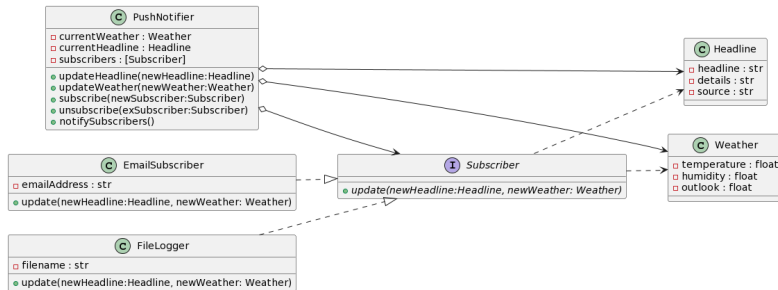 C PushNotifier
currentWeather : Weather
currentHeadline : Headline
subscribers : [Subscriber]
updateHeadline(newHeadline:Headline)
updateWeather(newWeather:Weather)
subscribe(newSubscriber:Subscriber)
unsubscribe(exSubscriber:Subscriber)
notifySubscribers()
C Headline
headline : str
details : str
source : str
C EmailSubscriber
emailAddress : str
update(newHeadline:Headline, newWeather: Weather)
I Subscriber
update(newHeadline:Headline, newWeather: Weather)
C Weather
temperature : float
humidity : float
outlook : float
C FileLogger
filename : str
update(newHeadline:Headline, newWeather: Weather)